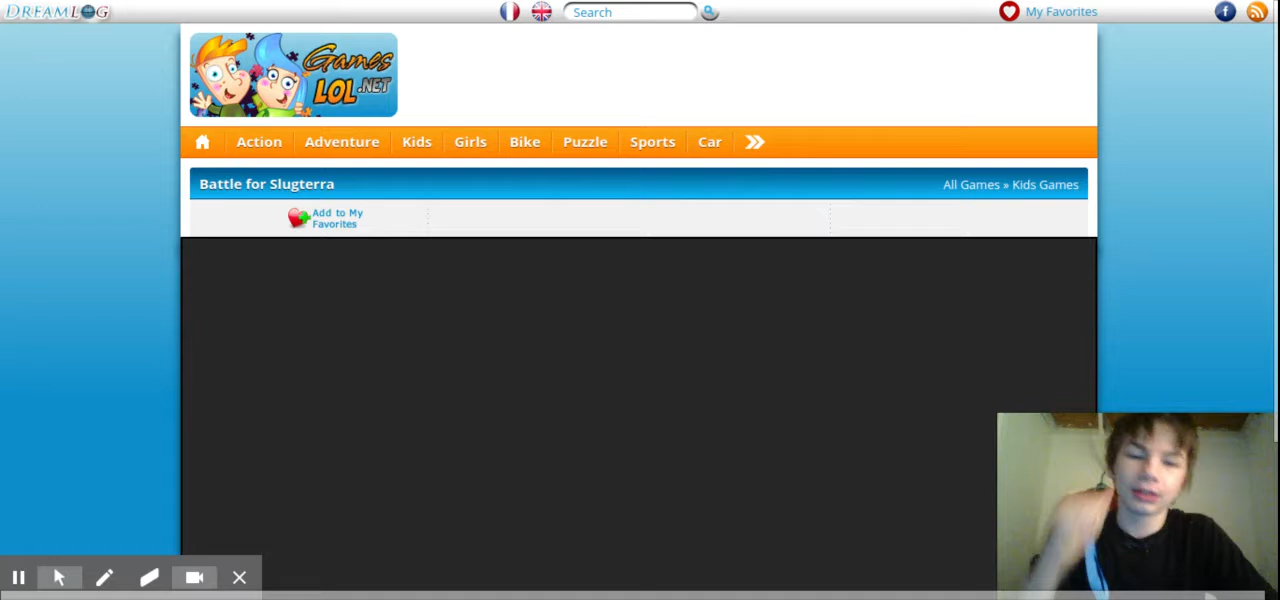 DREAMLOG
Search
My Favorites
Games
LOL.NET
Action Adventure Kids Girls Bike Puzzle Sports Car
Battle for Slugterra
All Games » Kids Games
Add to My
Favorites